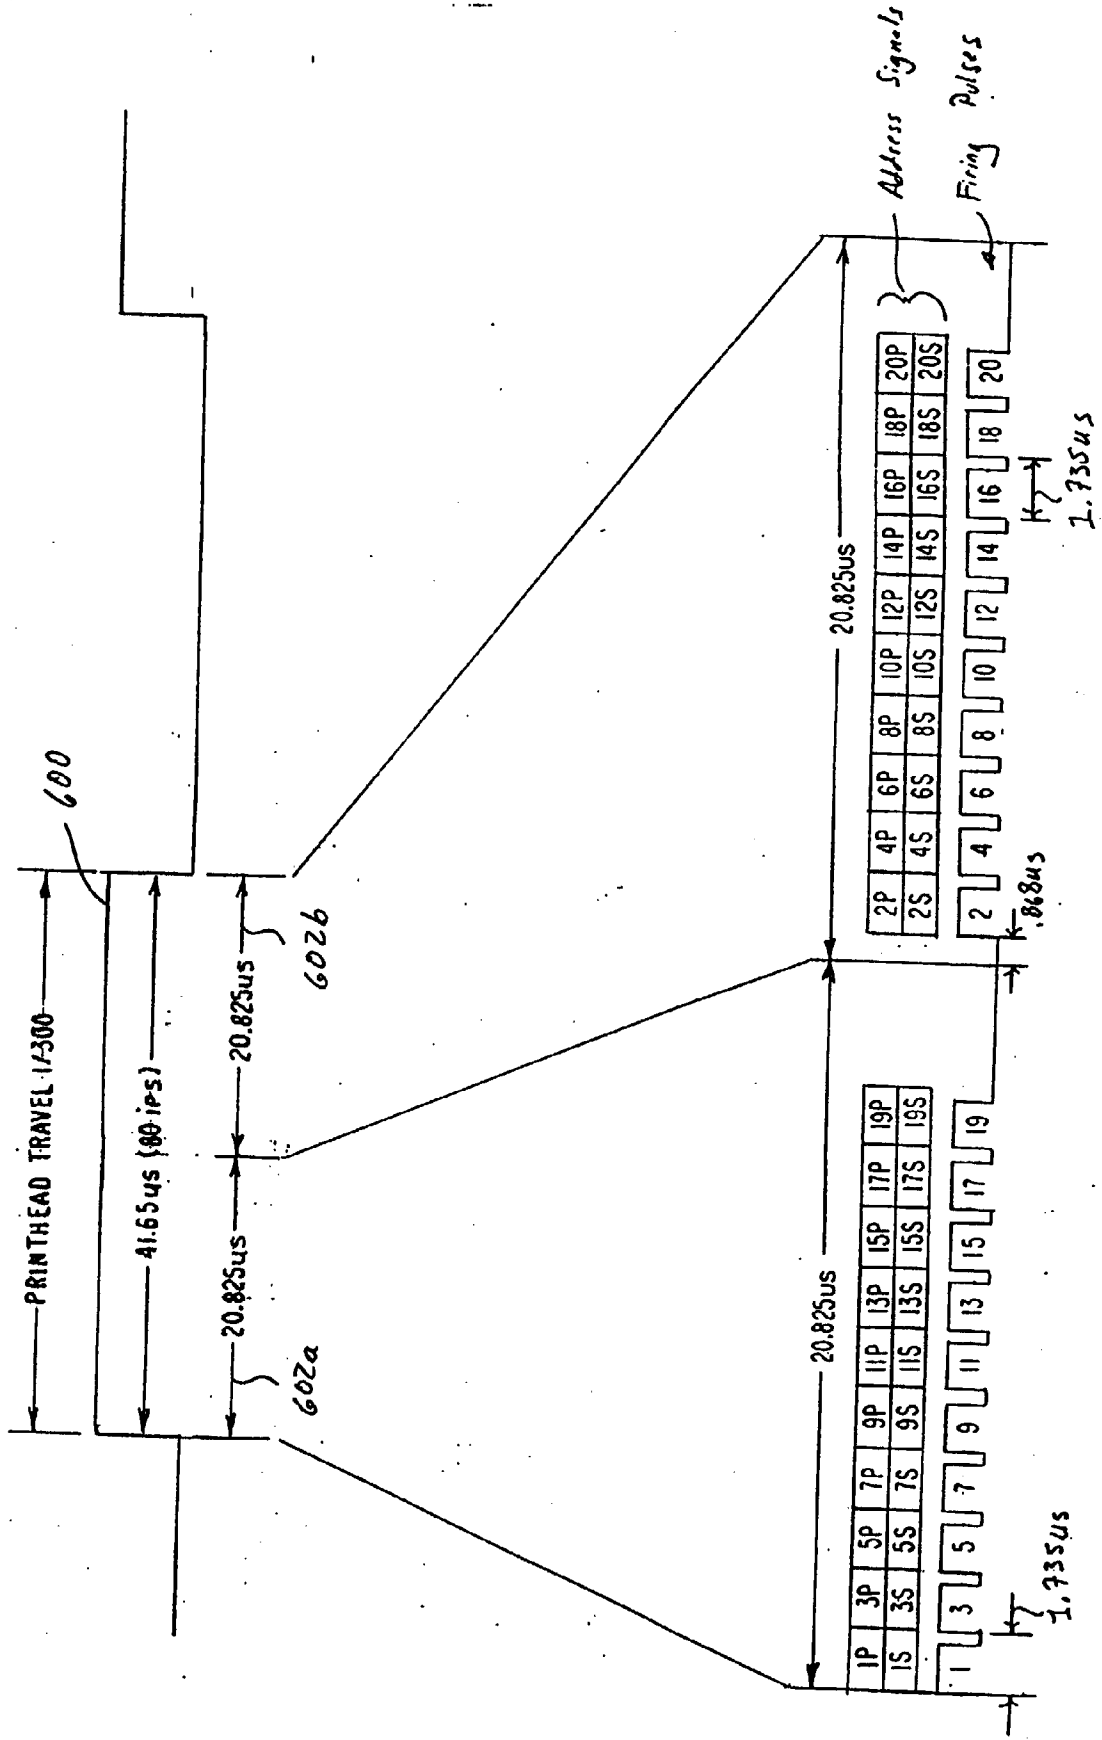 PRINTHEAD TRAVEL 1/300
600
41.65us (80 ips)
20.825us 20.825us
602a 602b
20.825us 20.825us
1P 3P 5P 7P 9P 11P 13P 15P 17P 19P
1S 3S 5S 7S 9S 11S 13S 15S 17S 19S
1 3 5 7 9 11 13 15 17 19
1.735us
.868us
2P 4P 6P 8P 10P 12P 14P 16P 18P 20P
2S 4S 6S 8S 10S 12S 14S 16S 18S 20S
2 4 6 8 10 12 14 16 18 20
1.735us
Address Signals
Firing Pulses